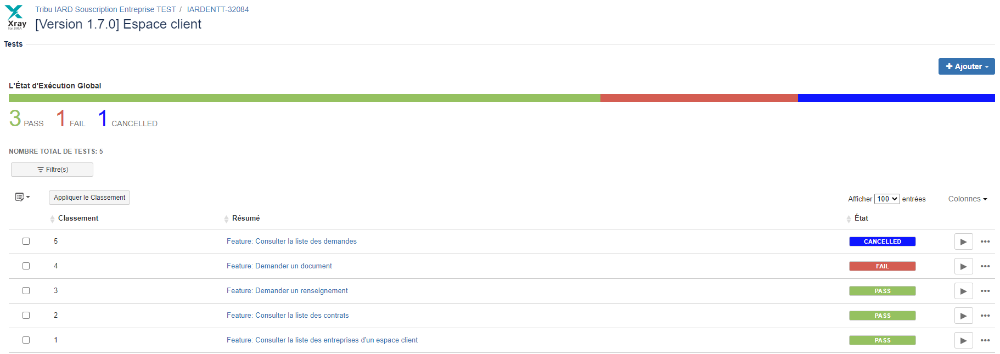 Xray
for JIRA
Tribu IARD Souscription Entreprise TEST / IARDENTT-32084
[Version 1.7.0] Espace client
Tests
Ajouter
L'État d'Exécution Global
3 PASS 1 FAIL 1 CANCELLED
NOMBRE TOTAL DE TESTS: 5
Filtre(s)
Appliquer le Classement
Afficher 100 entrées Colonnes
Classement Résumé État
5 Feature: Consulter la liste des demandes CANCELLED
4 Feature: Demander un document FAIL
3 Feature: Demander un renseignement PASS
2 Feature: Consulter la liste des contrats PASS
1 Feature: Consulter la liste des entreprises d'un espace client PASS